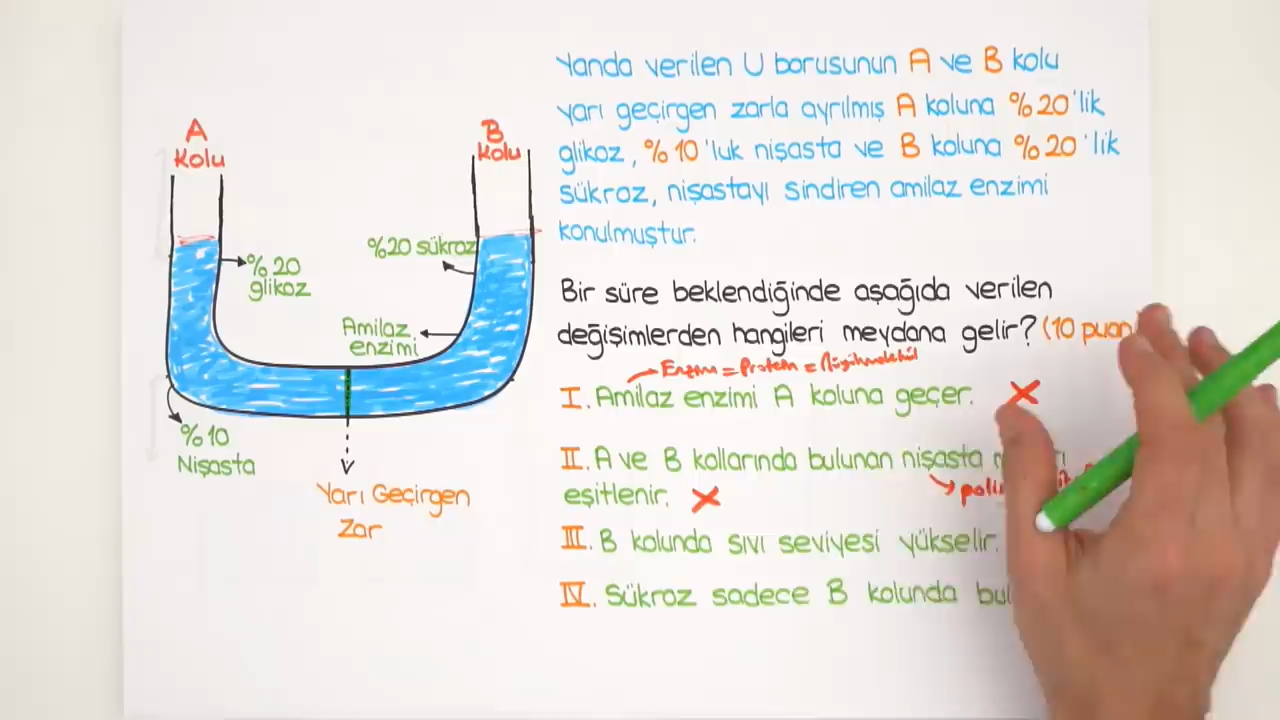 A
Kolu
B
Kolu
%20
glikoz
%20 sükroz
Amilaz
enzimi
%10
Nişasta
Yarı Geçirgen
Zar
Yanda verilen U borusunun A ve B kolu
yarı geçirgen zarla ayrılmış A koluna %20'lik
glikoz, %10'luk nişasta ve B koluna %20'lik
sükroz, nişastayı sindiren amilaz enzimi
konulmuştur.
Bir süre beklendiğinde aşağıda verilen
değişimlerden hangileri meydana gelir? (10 puan
Enzim = Protein =
I. Amilaz enzimi A koluna geçer. X
II. A ve B kollarında bulunan nişasta
eşitlenir. X
III. B kolunda sıvı seviyesi yükselir.
IV. Sükroz sadece B kolunda